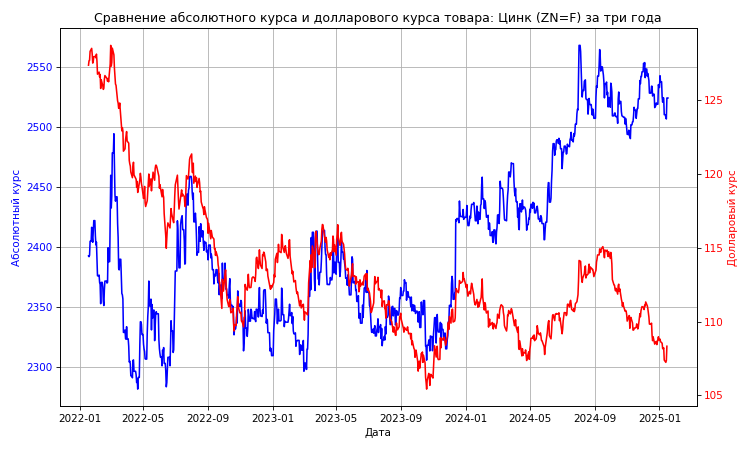 Сравнение абсолютного курса и долларового курса товара: Цинк (ZN=F) за три года
Абсолютный курс
2550
2500
2450
2400
2350
2300
125
120
115
110
105
Долларовый курс
2022-01 2022-05 2022-09 2023-01 2023-05 2023-09 2024-01 2024-05 2024-09 2025-01
Дата